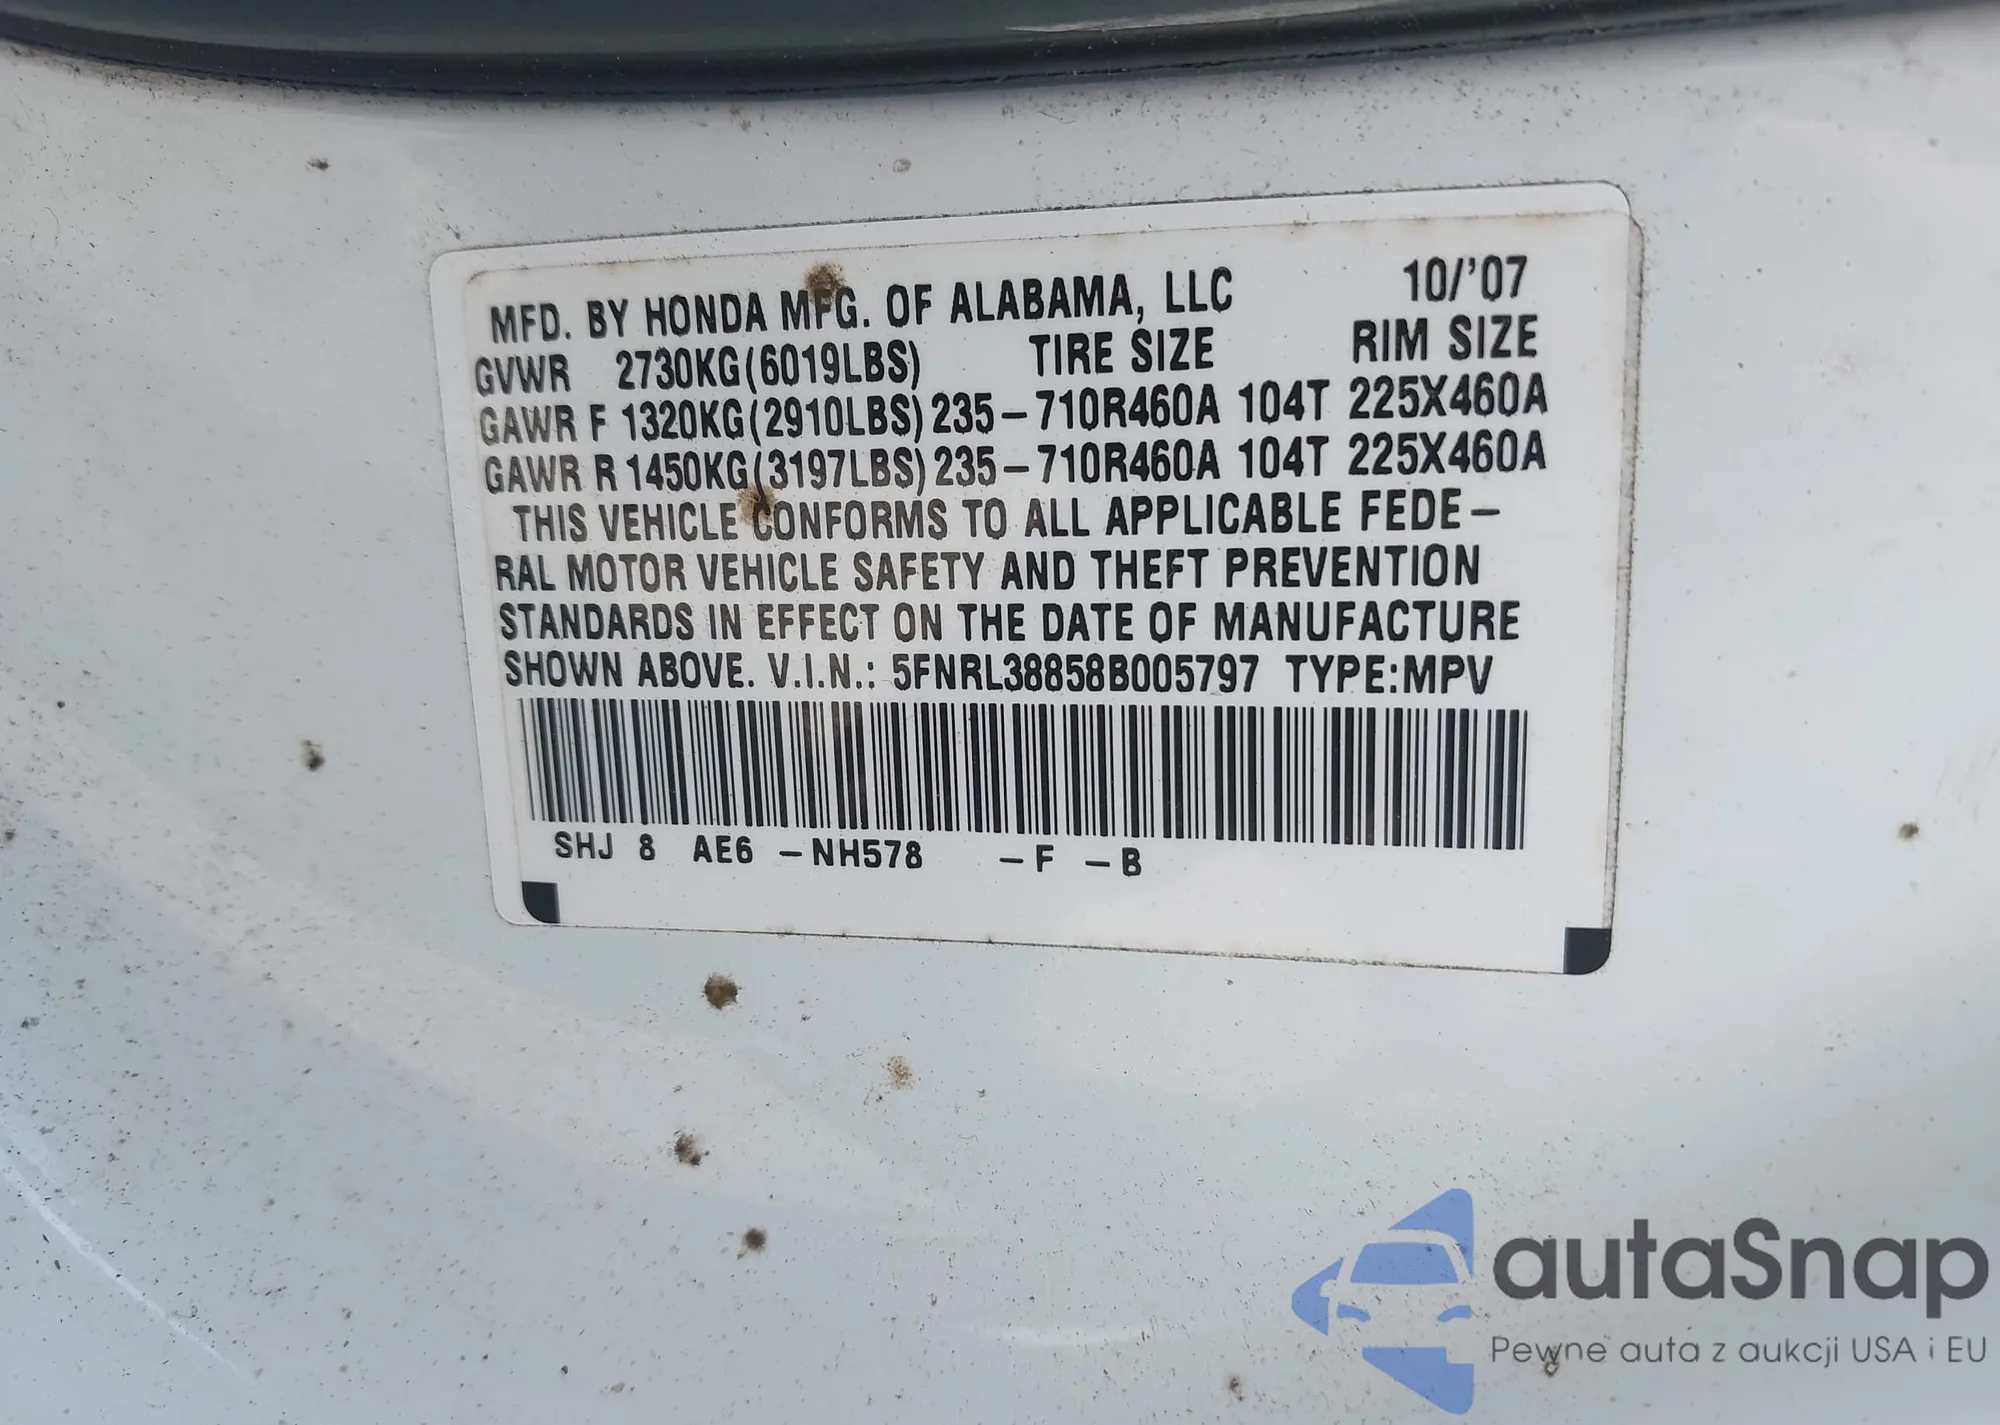 MFD. BY HONDA MFG. OF ALABAMA, LLC 10/'07
GVWR 2730KG(6019LBS) TIRE SIZE RIM SIZE
GAWR F 1320KG(2910LBS) 235-710R460A 104T 225X460A
GAWR R 1450KG(3197LBS) 235-710R460A 104T 225X460A
THIS VEHICLE CONFORMS TO ALL APPLICABLE FEDE-
RAL MOTOR VEHICLE SAFETY AND THEFT PREVENTION
STANDARDS IN EFFECT ON THE DATE OF MANUFACTURE
SHOWN ABOVE. V.I.N.: 5FNRL38858B005797 TYPE:MPV
SHJ 8 AE6 -NH578 -F -B
autaSnap
Pewne auta z aukcji USA i EU